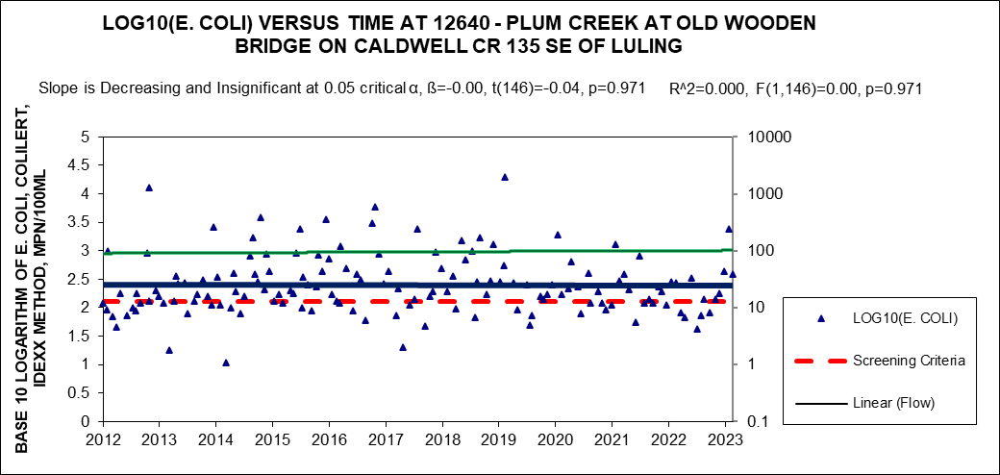 LOG10(E. COLI) VERSUS TIME AT 12640 - PLUM CREEK AT OLD WOODEN
BRIDGE ON CALDWELL CR 135 SE OF LULING
Slope is Decreasing and Insignificant at 0.05 critical α, ß=-0.00, t(146)=-0.04, p=0.971 R^2=0.000, F(1,146)=0.00, p=0.971
BASE 10 LOGARITHM OF E. COLI, COLILERT,
IDEXX METHOD, MPN/100ML
5
4.5
4
3.5
3
2.5
2
1.5
1
0.5
0
10000
1000
100
10
1
0.1
2012 2013 2014 2015 2016 2017 2018 2019 2020 2021 2022 2023
LOG10(E. COLI)
Screening Criteria
Linear (Flow)